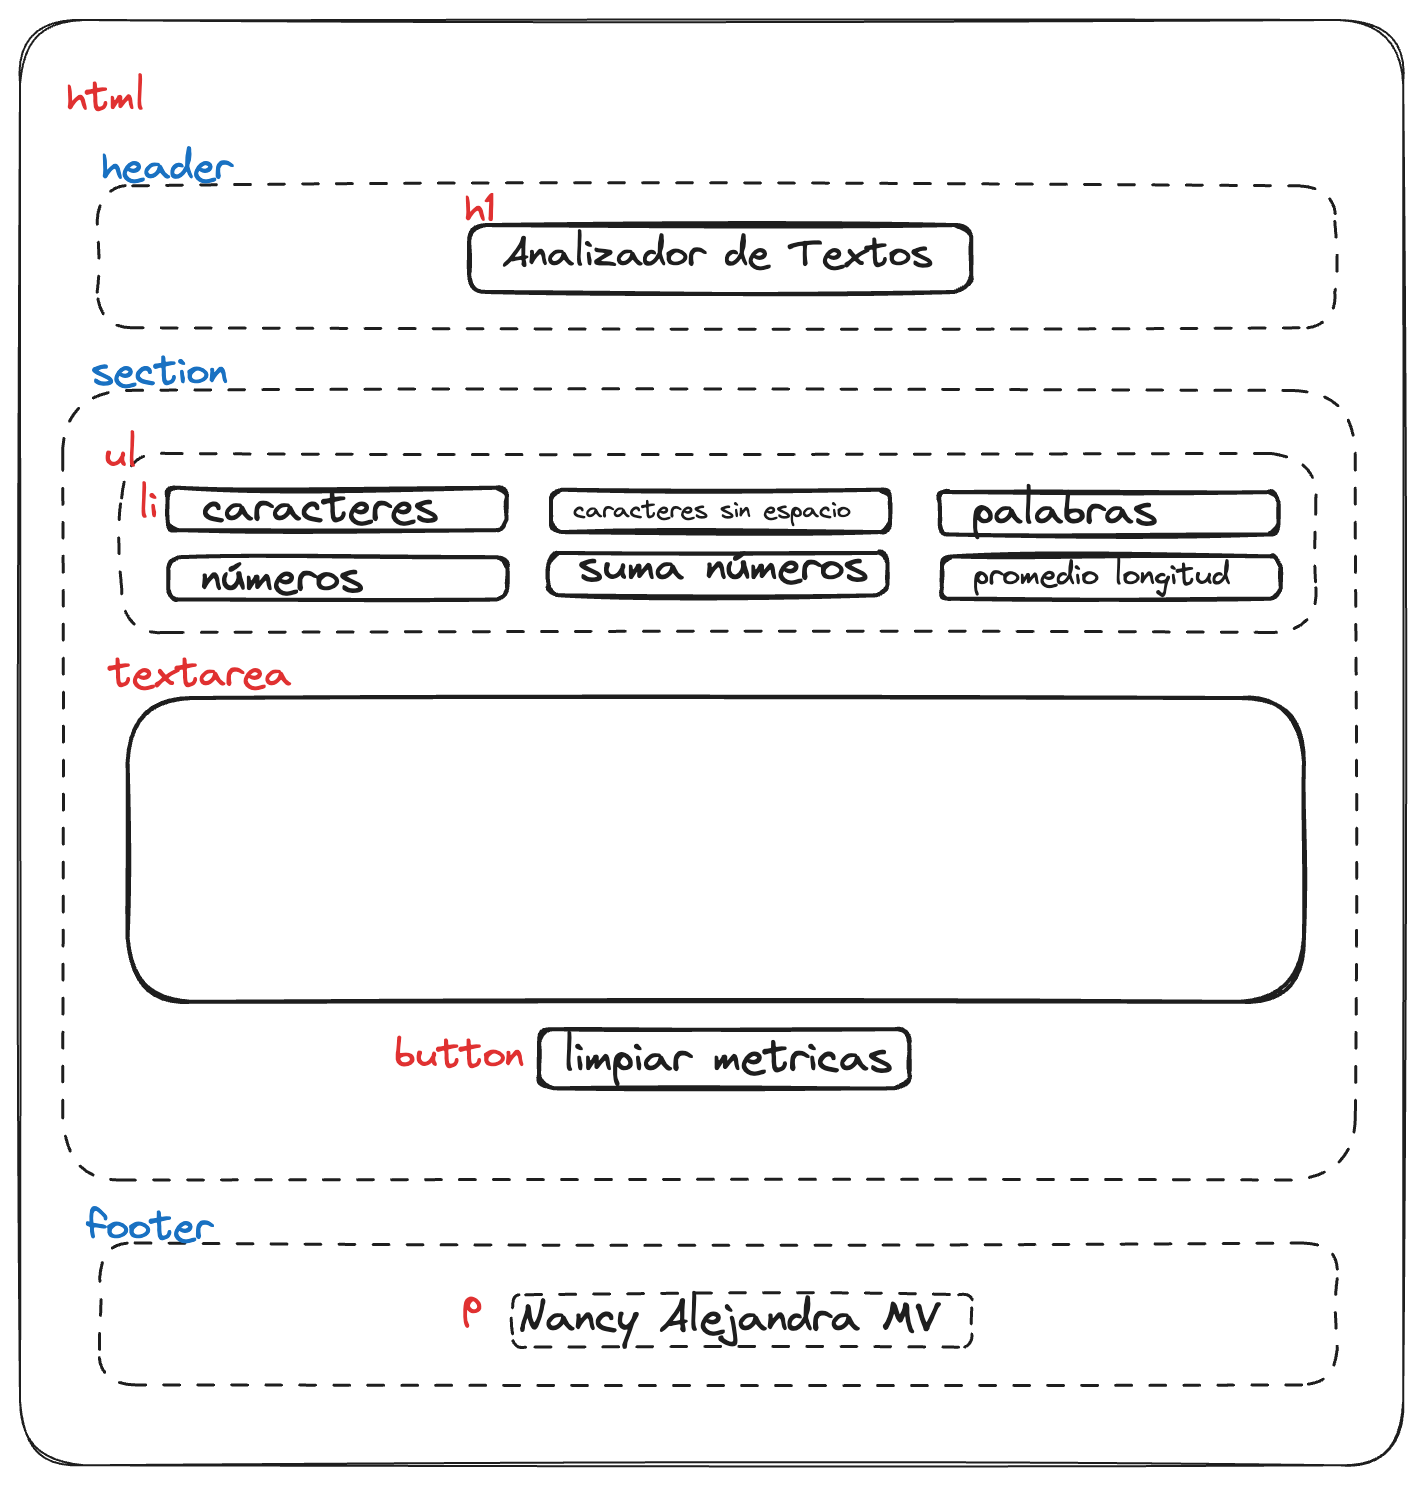 html
header
h1
Analizador de Textos
section
ul
li
caracteres
caracteres sin espacio
palabras
números
suma números
promedio longitud
textarea
button
limpiar metricas
footer
p
Nancy Alejandra MV